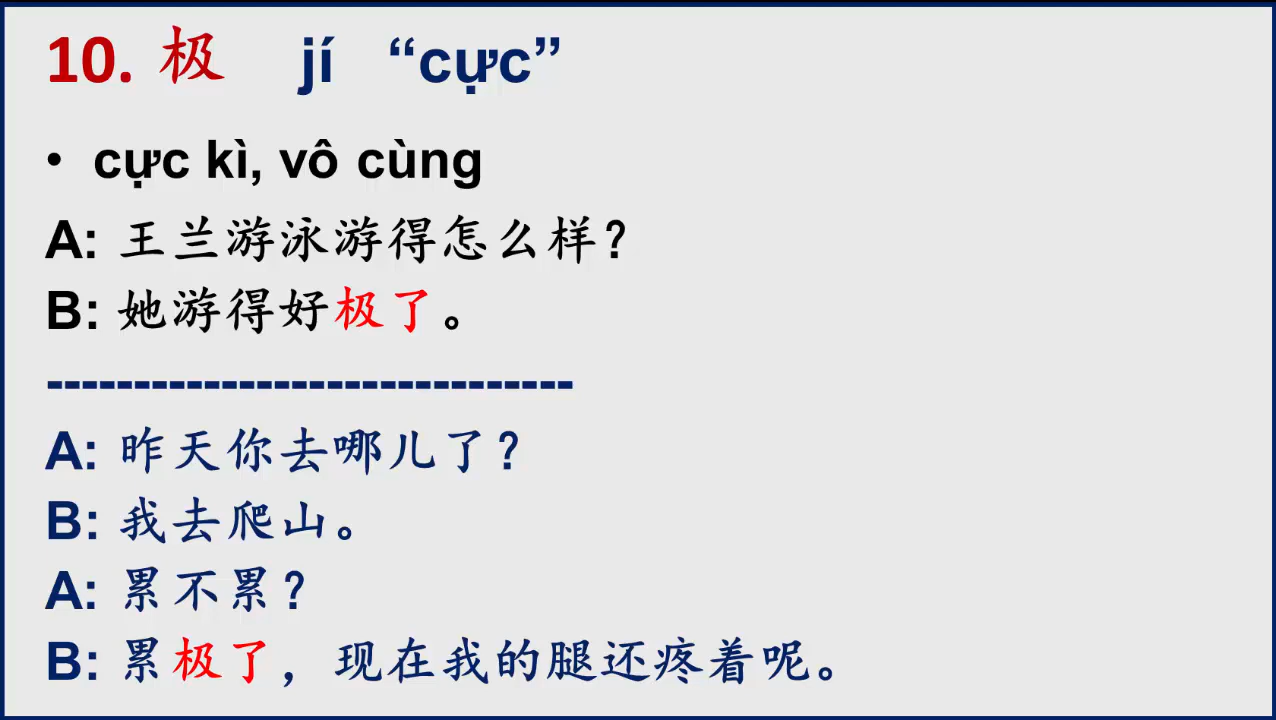 10. 极 jí “cực”
• cực kì, vô cùng
A: 王兰游泳游得怎么样？
B: 她游得好极了。
------------------------------
A: 昨天你去哪儿了？
B: 我去爬山。
A: 累不累？
B: 累极了，现在我的腿还疼着呢。